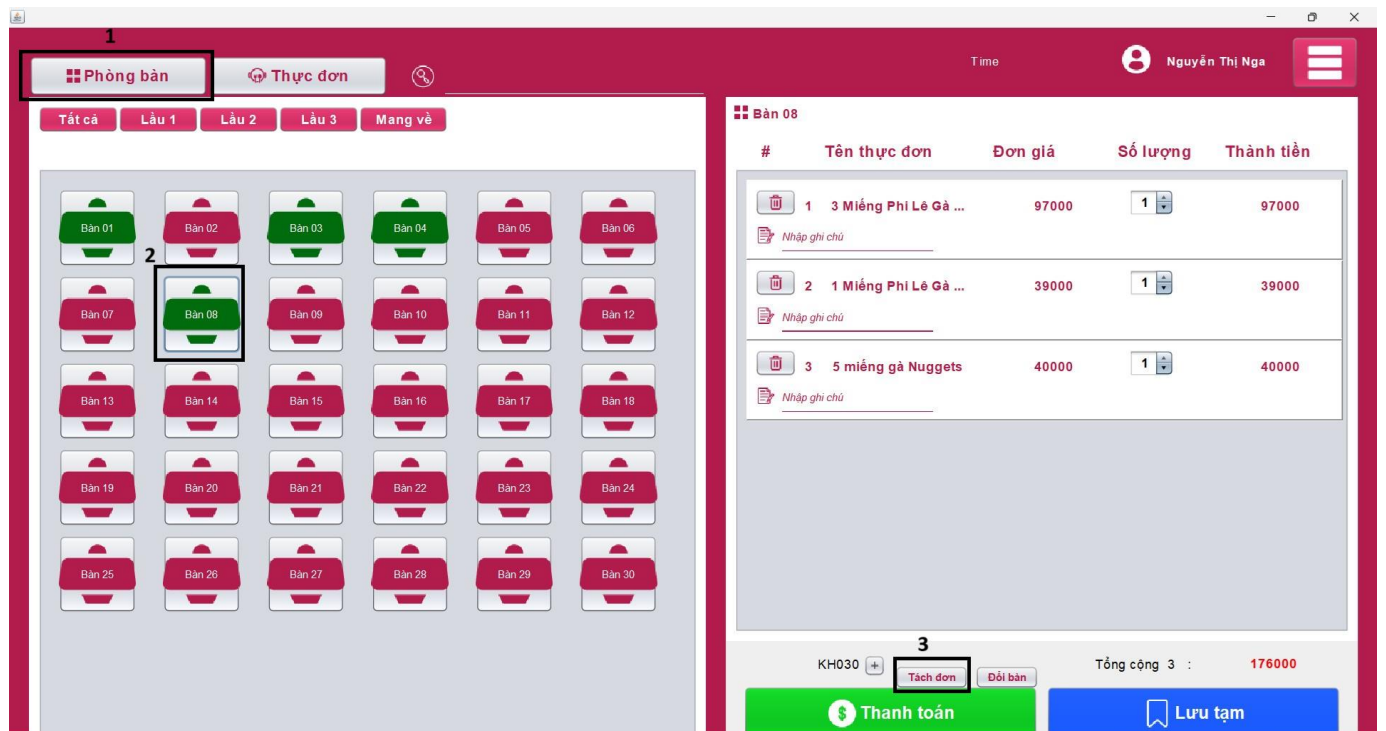 1
Phòng bàn
Thực đơn
Time
Nguyễn Thị Nga
Tất cả
Lầu 1
Lầu 2
Lầu 3
Mang về
Bàn 01
Bàn 02
Bàn 03
Bàn 04
Bàn 05
Bàn 06
2
Bàn 07
Bàn 08
Bàn 09
Bàn 10
Bàn 11
Bàn 12
Bàn 13
Bàn 14
Bàn 15
Bàn 16
Bàn 17
Bàn 18
Bàn 19
Bàn 20
Bàn 21
Bàn 22
Bàn 23
Bàn 24
Bàn 25
Bàn 26
Bàn 27
Bàn 28
Bàn 29
Bàn 30
Bàn 08
# Tên thực đơn Đơn giá Số lượng Thành tiền
1 3 Miếng Phi Lê Gà ... 97000 1 97000
Nhập ghi chú
2 1 Miếng Phi Lê Gà ... 39000 1 39000
Nhập ghi chú
3 5 miếng gà Nuggets 40000 1 40000
Nhập ghi chú
3
KH030 + Tách đơn Đổi bàn Tổng cộng 3 : 176000
$ Thanh toán
Lưu tạm